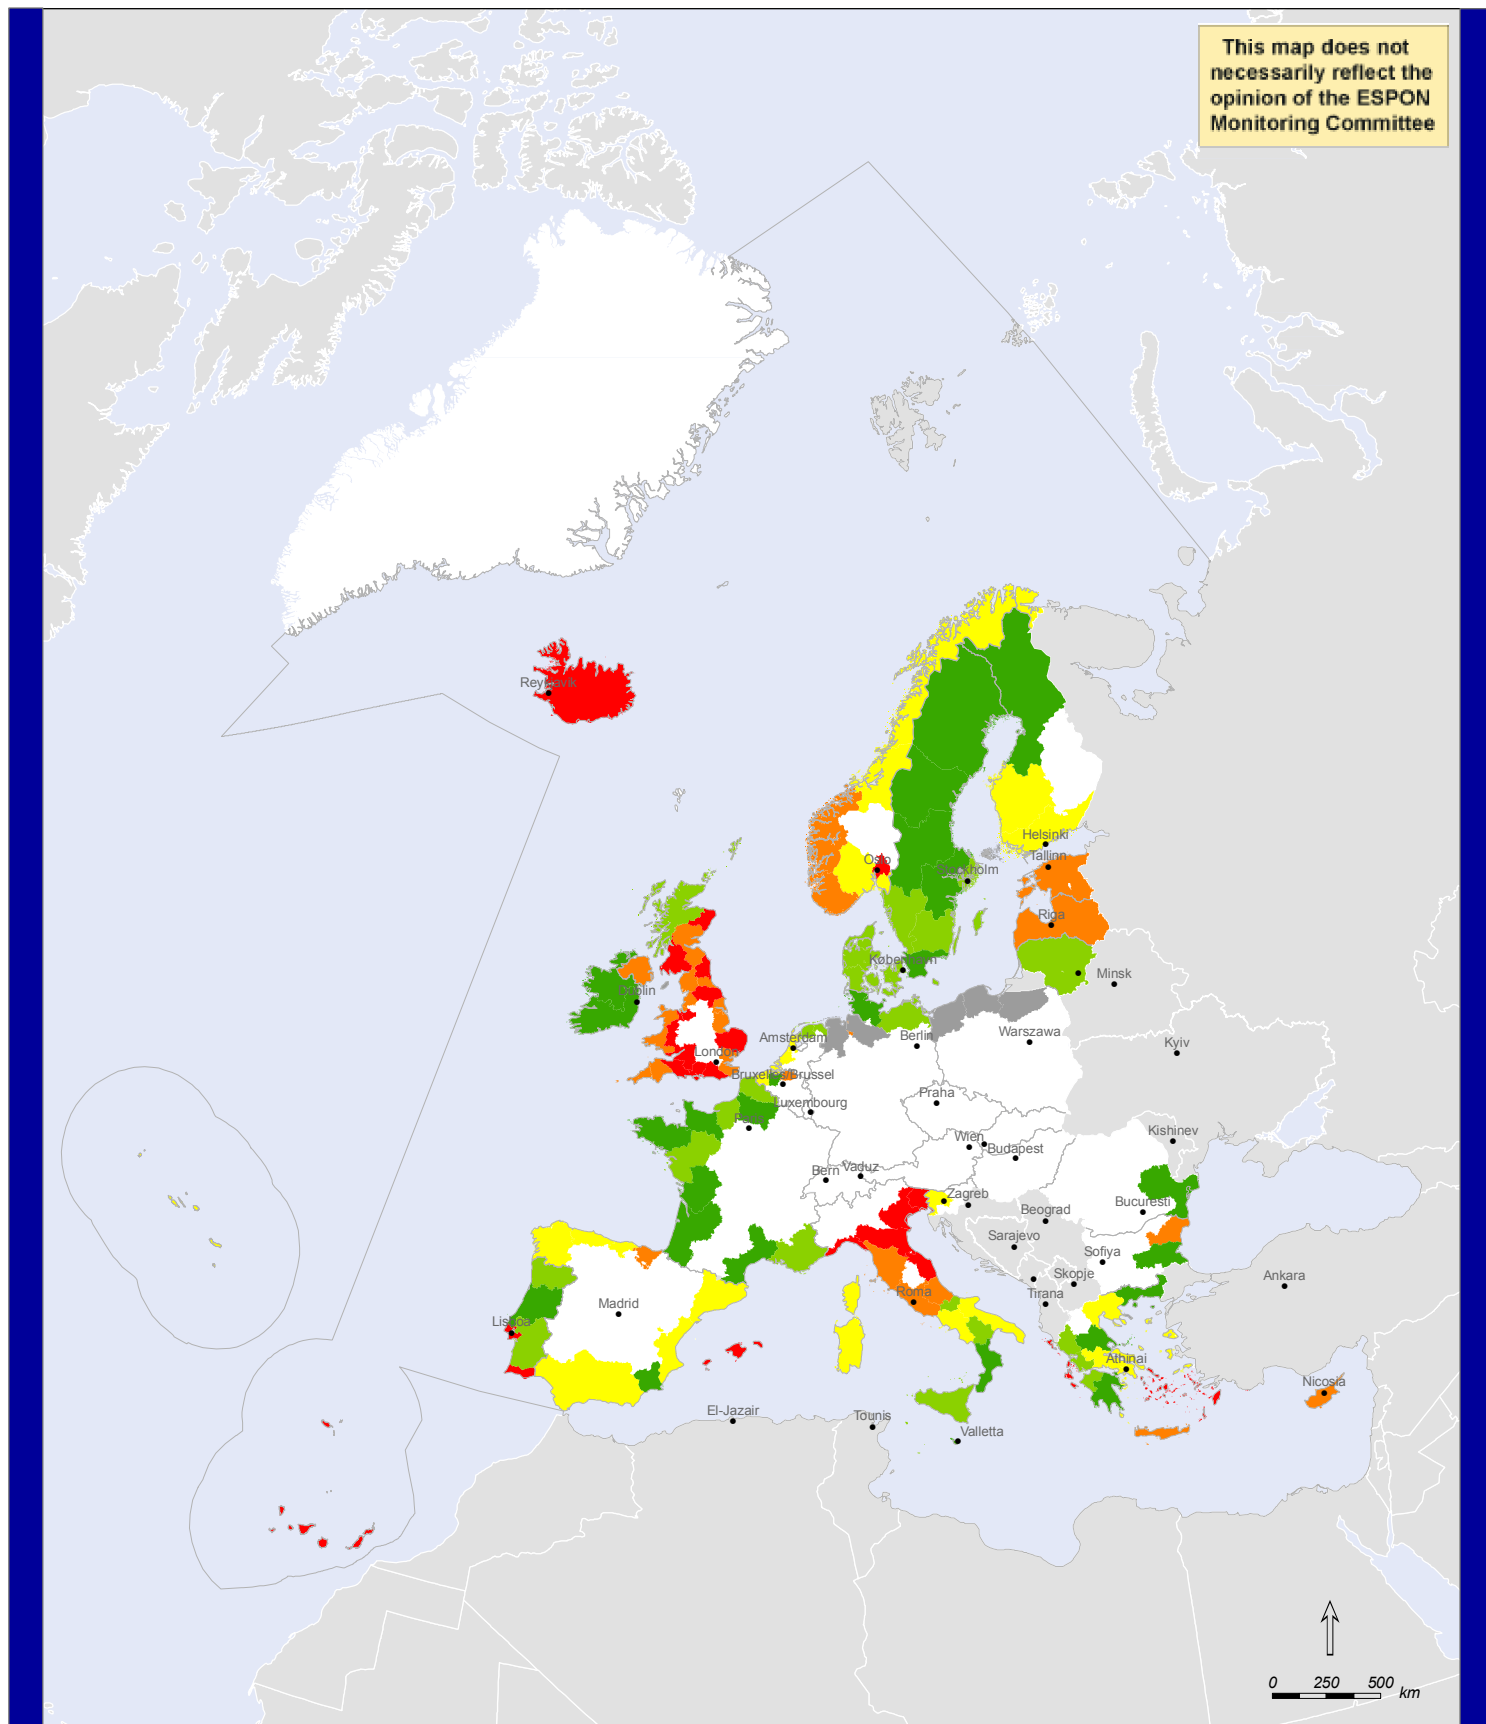 This map does not
necessarily reflect the
opinion of the ESPON
Monitoring Committee
Reykjavik
Helsinki
Tallinn
Oslo
Stockholm
Riga
København
Minsk
Dublin
Warszawa
Amsterdam
Berlin
Kyiv
London
Bruxelles/Brussel
Praha
Luxembourg
Paris
Kishinev
Wien
Budapest
Bern
Vaduz
Zagreb
Bucuresti
Beograd
Sarajevo
Sofiya
Skopje
Ankara
Roma
Tirana
Madrid
Lisboa
Athinai
Nicosia
El-Jazair
Tounis
Valletta
0 250 500 km